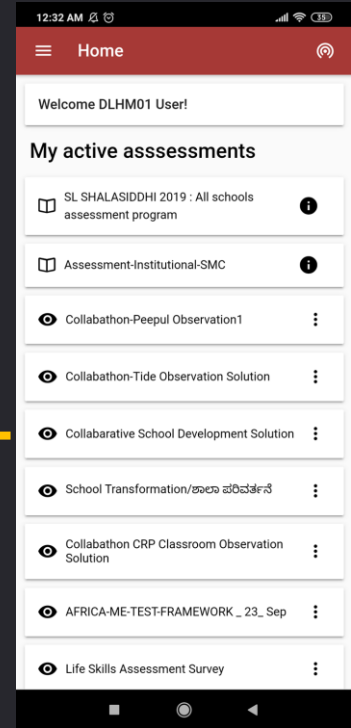 12:32 AM
35
Home
Welcome DLHM01 User!
My active asssessments
SL SHALASIDDHI 2019 : All schools
assessment program
Assessment-Institutional-SMC
Collabathon-Peepul Observation1
Collabathon-Tide Observation Solution
Collabarative School Development Solution
School Transformation/ಶಾಲಾ ಪರಿವರ್ತನೆ
Collabathon CRP Classroom Observation
Solution
AFRICA-ME-TEST-FRAMEWORK _ 23_ Sep
Life Skills Assessment Survey